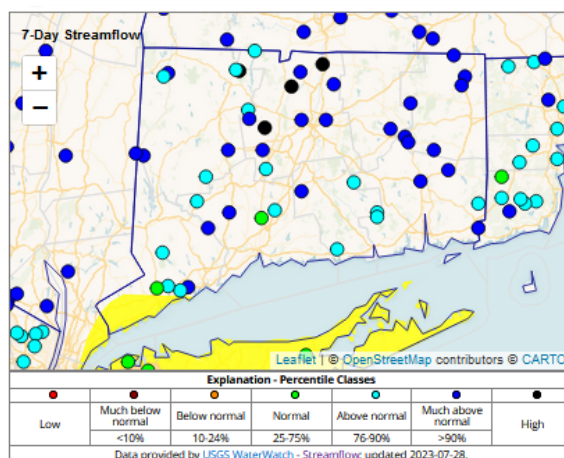 7-Day Streamflow
+
−
Leaflet | © OpenStreetMap contributors © CARTO
Explanation - Percentile Classes
Low
Much below normal
Below normal
Normal
Above normal
Much above normal
High
<10%
10-24%
25-75%
76-90%
>90%
Data provided by USGS WaterWatch - Streamflow; updated 2023-07-28.